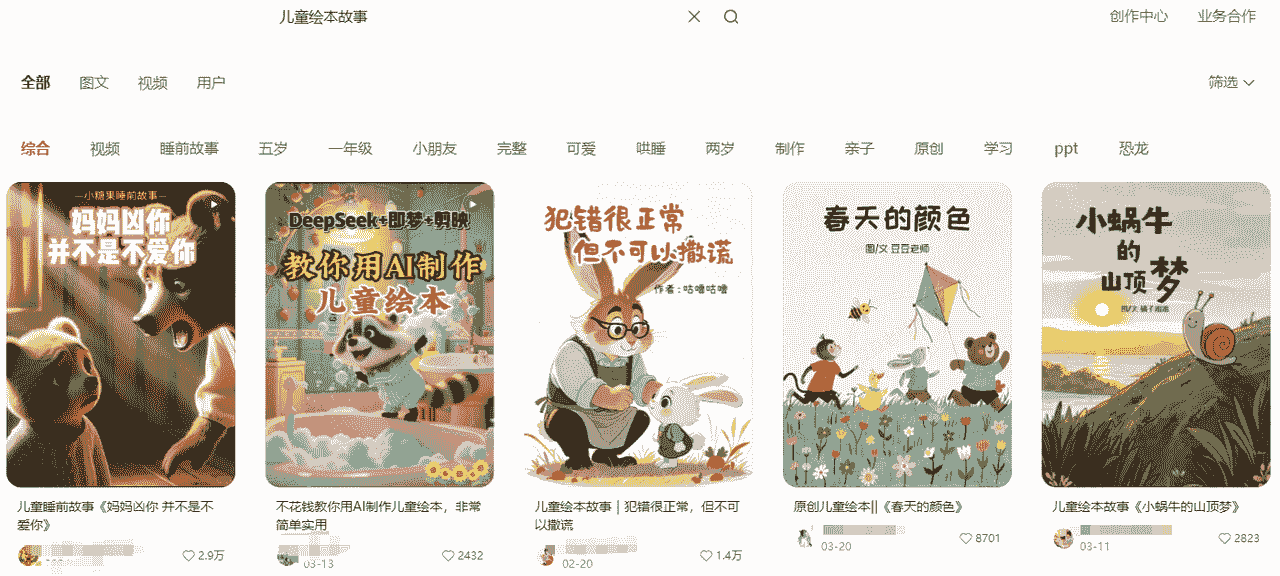 儿童绘本故事
创作中心 业务合作
全部 图文 视频 用户
筛选
综合 视频 睡前故事 五岁 一年级 小朋友 完整 可爱 哄睡 两岁 制作 亲子 原创 学习 ppt 恐龙
小糖果睡前故事
妈妈凶你
并不是不爱你
儿童睡前故事《妈妈凶你 并不是不
爱你》
2.9万
DeepSeek+即梦+剪映
教你用AI制作
儿童绘本
不花钱教你用AI制作儿童绘本，非常
简单实用
03-13
2432
犯错很正常
但不可以撒谎
作者：咕噜咕噜
儿童绘本故事｜犯错很正常，但不可
以撒谎
02-20
1.4万
春天的颜色
图/文 豆豆老师
原创儿童绘本||《春天的颜色》
03-20
8701
小蜗牛
的
山顶梦
图/文 橘子
儿童绘本故事《小蜗牛的山顶梦》
03-11
2823